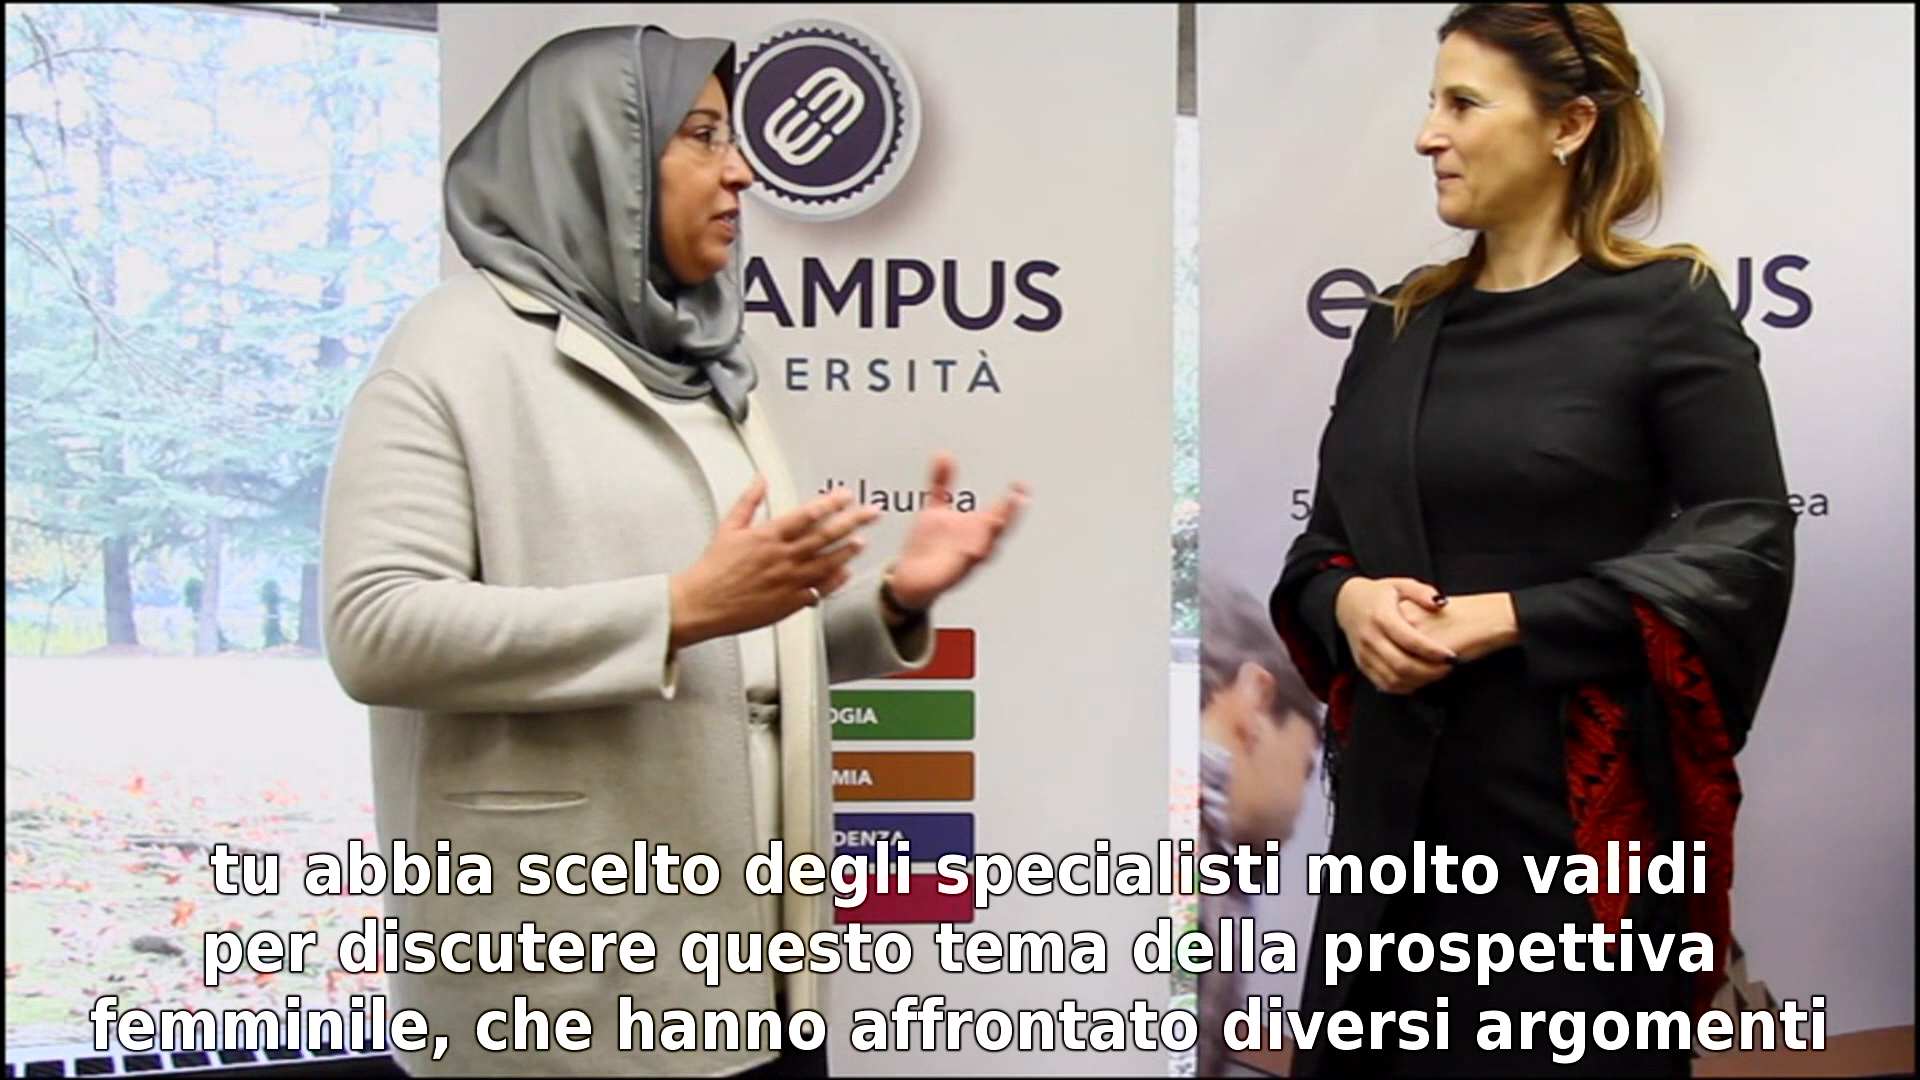 AMPUS
ERSITÀ
di laurea
OGIA
MIA
DENZA
e
US
5
ea
tu abbia scelto degli specialisti molto validi
per discutere questo tema della prospettiva
femminile, che hanno affrontato diversi argomenti